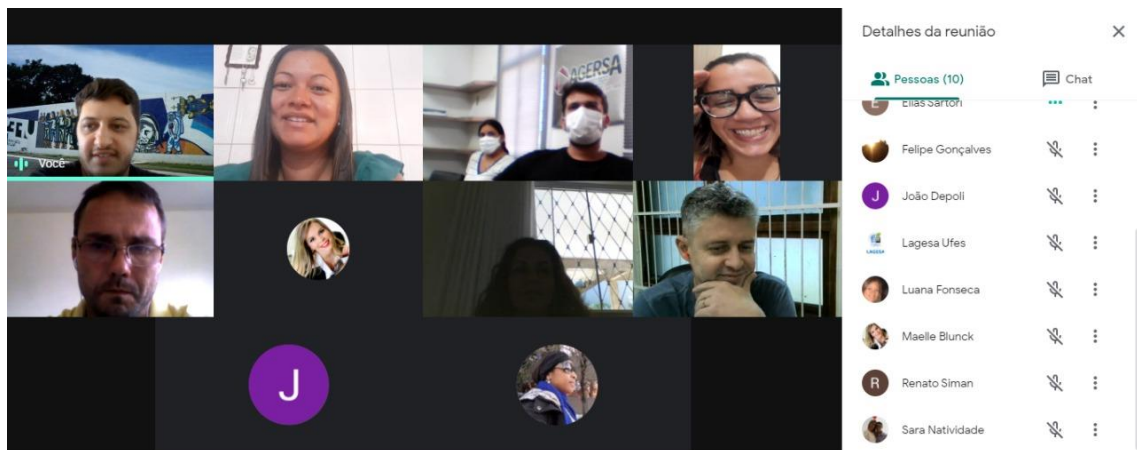 AGERSA
Você
J
Detalhes da reunião
Pessoas (10)
Chat
E Elias Sartori
Felipe Gonçalves
J João Depoli
LAGESA Lagesa Ufes
Luana Fonseca
Maelle Blunck
R Renato Siman
Sara Natividade